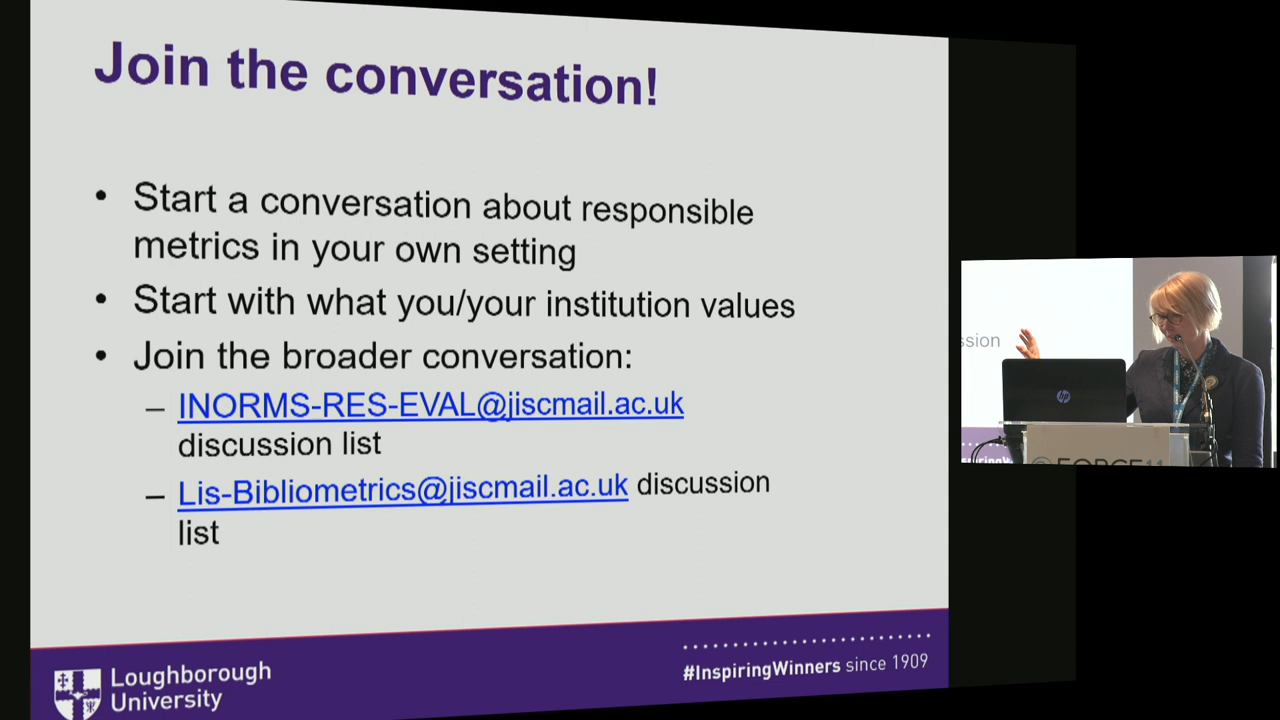 Join the conversation!
• Start a conversation about responsible
metrics in your own setting
• Start with what you/your institution values
• Join the broader conversation:
– INORMS-RES-EVAL@jiscmail.ac.uk
discussion list
– Lis-Bibliometrics@jiscmail.ac.uk discussion
list
Loughborough
University
#InspiringWinners since 1909
ssion
hp
FORCE11